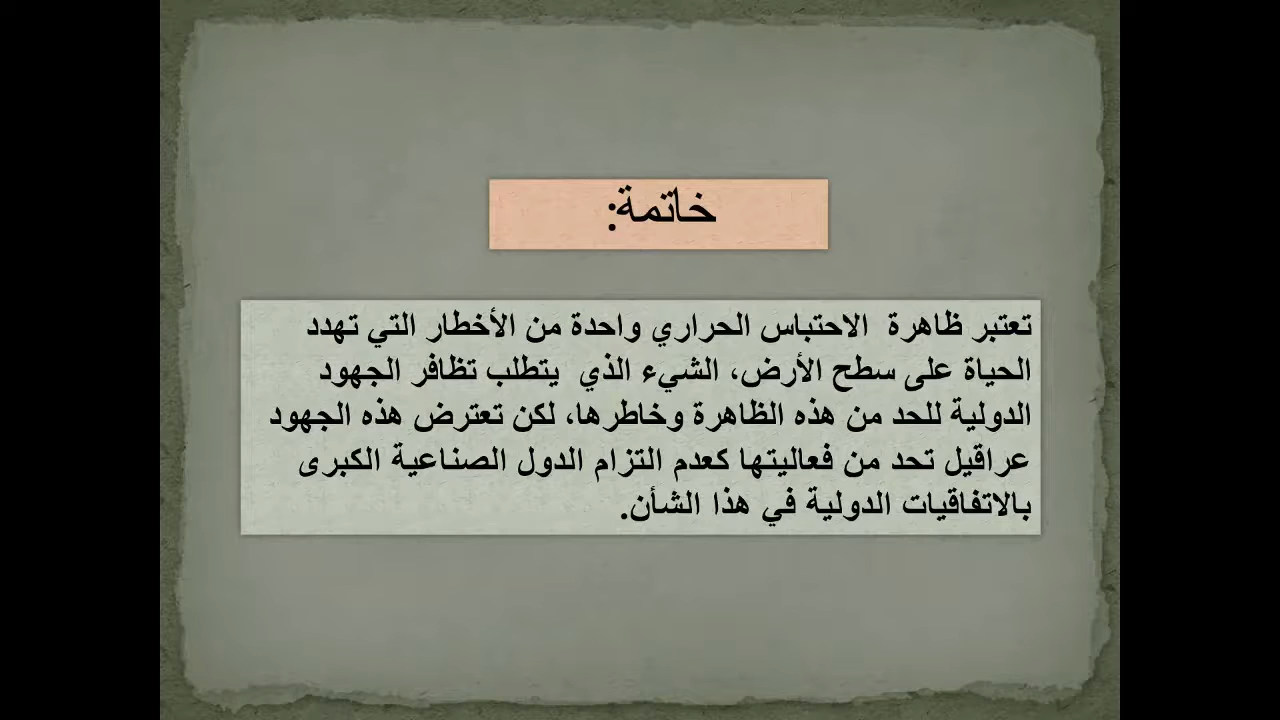 خاتمة:
تعتبر ظاهرة الاحتباس الحراري واحدة من الأخطار التي تهدد
الحياة على سطح الأرض، الشيء الذي يتطلب تظافر الجهود
الدولية للحد من هذه الظاهرة وخاطرها، لكن تعترض هذه الجهود
عراقيل تحد من فعاليتها كعدم التزام الدول الصناعية الكبرى
بالاتفاقيات الدولية في هذا الشأن.